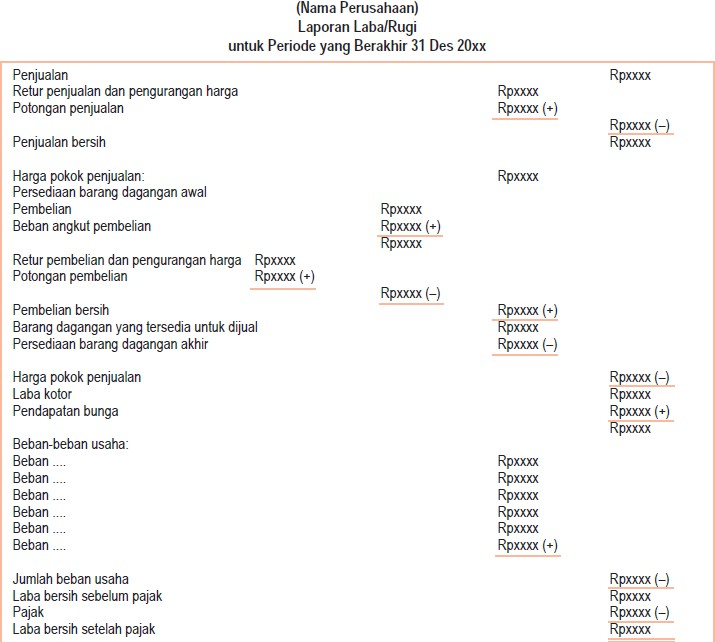 (Nama Perusahaan)
Laporan Laba/Rugi
untuk Periode yang Berakhir 31 Des 20xx
Penjualan Rpxxxx
Retur penjualan dan pengurangan harga Rpxxxx
Potongan penjualan Rpxxxx (+)
Rpxxxx (–)
Penjualan bersih Rpxxxx
Harga pokok penjualan: Rpxxxx
Persediaan barang dagangan awal
Pembelian Rpxxxx
Beban angkut pembelian Rpxxxx (+)
Rpxxxx
Retur pembelian dan pengurangan harga Rpxxxx
Potongan pembelian Rpxxxx (+)
Rpxxxx (–)
Pembelian bersih Rpxxxx (+)
Barang dagangan yang tersedia untuk dijual Rpxxxx
Persediaan barang dagangan akhir Rpxxxx (–)
Harga pokok penjualan Rpxxxx (–)
Laba kotor Rpxxxx
Pendapatan bunga Rpxxxx (+)
Rpxxxx
Beban-beban usaha:
Beban .... Rpxxxx
Beban .... Rpxxxx
Beban .... Rpxxxx
Beban .... Rpxxxx
Beban .... Rpxxxx
Beban .... Rpxxxx (+)
Jumlah beban usaha Rpxxxx (–)
Laba bersih sebelum pajak Rpxxxx
Pajak Rpxxxx (–)
Laba bersih setelah pajak Rpxxxx